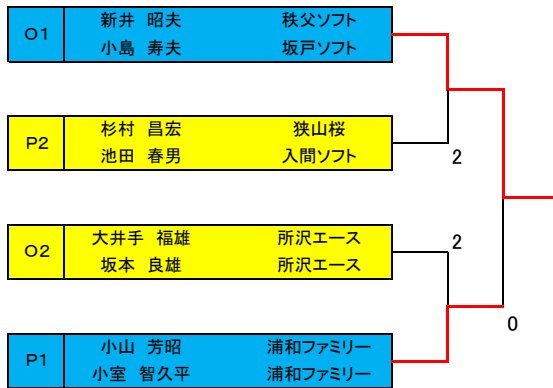 O1 新井 昭夫 秩父ソフト
小島 寿夫 坂戸ソフト
P2 杉村 昌宏 狭山桜
池田 春男 入間ソフト
2
O2 大井手 福雄 所沢エース
坂本 良雄 所沢エース
2
0
P1 小山 芳昭 浦和ファミリー
小室 智久平 浦和ファミリー